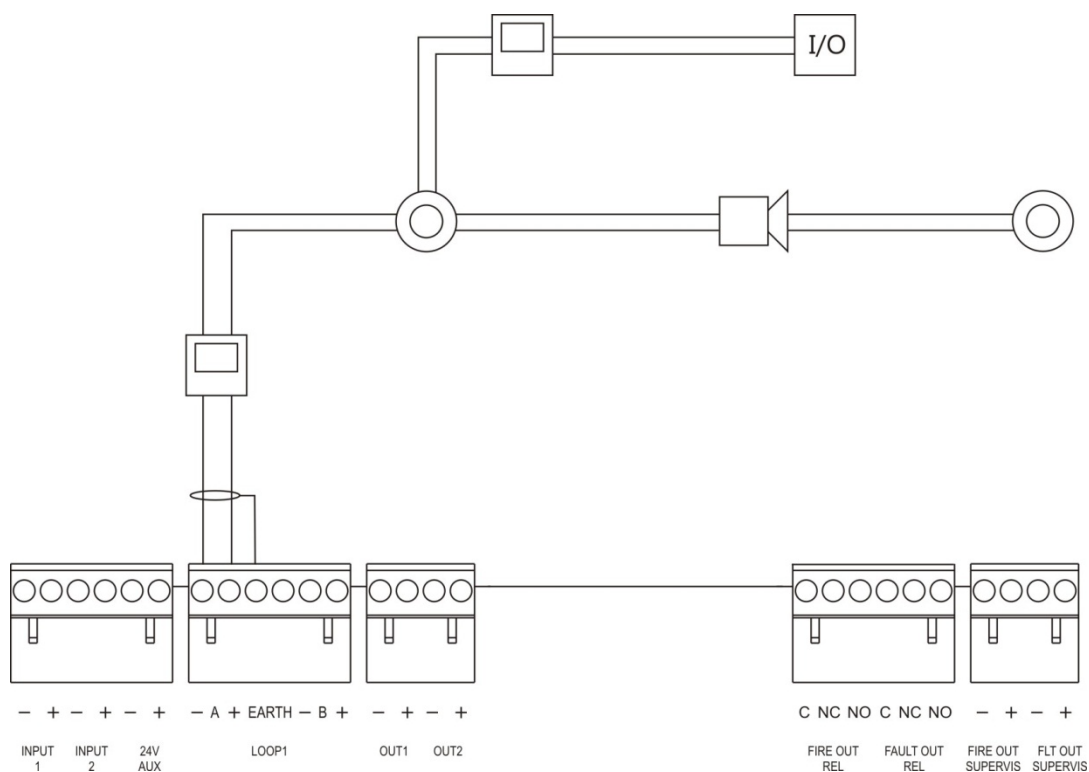 I/O
− + − + − + − A + EARTH − B + − + − + C NC NO C NC NO − + − +
INPUT INPUT 24V LOOP1 OUT1 OUT2 FIRE OUT FAULT OUT FIRE OUT FLT OUT
1 2 AUX REL REL SUPERVIS SUPERVIS